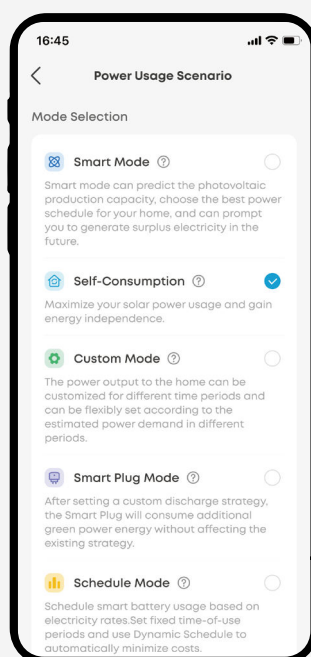 16:45
Power Usage Scenario
Mode Selection
Smart Mode ?
Smart mode can predict the photovoltaic
production capacity, choose the best power
schedule for your home, and can prompt
you to generate surplus electricity in the
future.
Self-Consumption ?
Maximize your solar power usage and gain
energy independence.
Custom Mode ?
The power output to the home can be
customized for different time periods and
can be flexibly set according to the
estimated power demand in different
periods.
Smart Plug Mode ?
After setting a custom discharge strategy,
the Smart Plug will consume additional
green power energy without affecting the
existing strategy.
Schedule Mode ?
Schedule smart battery usage based on
electricity rates.Set fixed time-of-use
periods and use Dynamic Schedule to
automatically minimize costs.